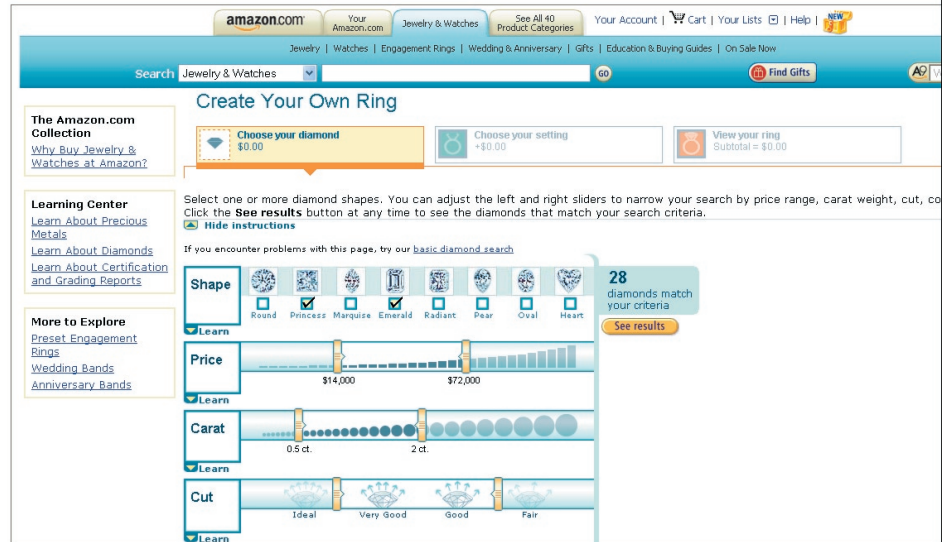 amazon.com
Your Amazon.com
Jewelry & Watches
See All 40 Product Categories
Your Account | Cart | Your Lists | Help | NEW
Jewelry | Watches | Engagement Rings | Wedding & Anniversary | Gifts | Education & Buying Guides | On Sale Now
Search Jewelry & Watches GO Find Gifts A9 W
The Amazon.com
Collection
Why Buy Jewelry &
Watches at Amazon?
Learning Center
Learn About Precious
Metals
Learn About Diamonds
Learn About Certification
and Grading Reports
More to Explore
Preset Engagement
Rings
Wedding Bands
Anniversary Bands
Create Your Own Ring
Choose your diamond
$0.00
Choose your setting
+$0.00
View your ring
Subtotal = $0.00
Select one or more diamond shapes. You can adjust the left and right sliders to narrow your search by price range, carat weight, cut, co
Click the See results button at any time to see the diamonds that match your search criteria.
Hide instructions
If you encounter problems with this page, try our basic diamond search
Shape
Round Princess Marquise Emerald Radiant Pear Oval Heart
Learn
28
diamonds match
your criteria
See results
Price
$14,000 $72,000
Learn
Carat
0.5 ct. 2 ct.
Learn
Cut
Ideal Very Good Good Fair
Learn